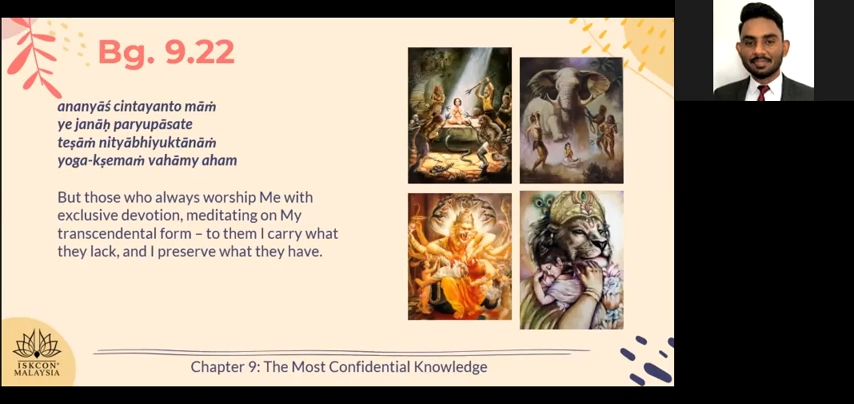 Bg. 9.22
ananyāś cintayanto māṁ
ye janāḥ paryupāsate
teṣāṁ nityābhiyuktānāṁ
yoga-kṣemaṁ vahāmy aham
But those who always worship Me with
exclusive devotion, meditating on My
transcendental form – to them I carry what
they lack, and I preserve what they have.
ISKCON
MALAYSIA
Chapter 9: The Most Confidential Knowledge